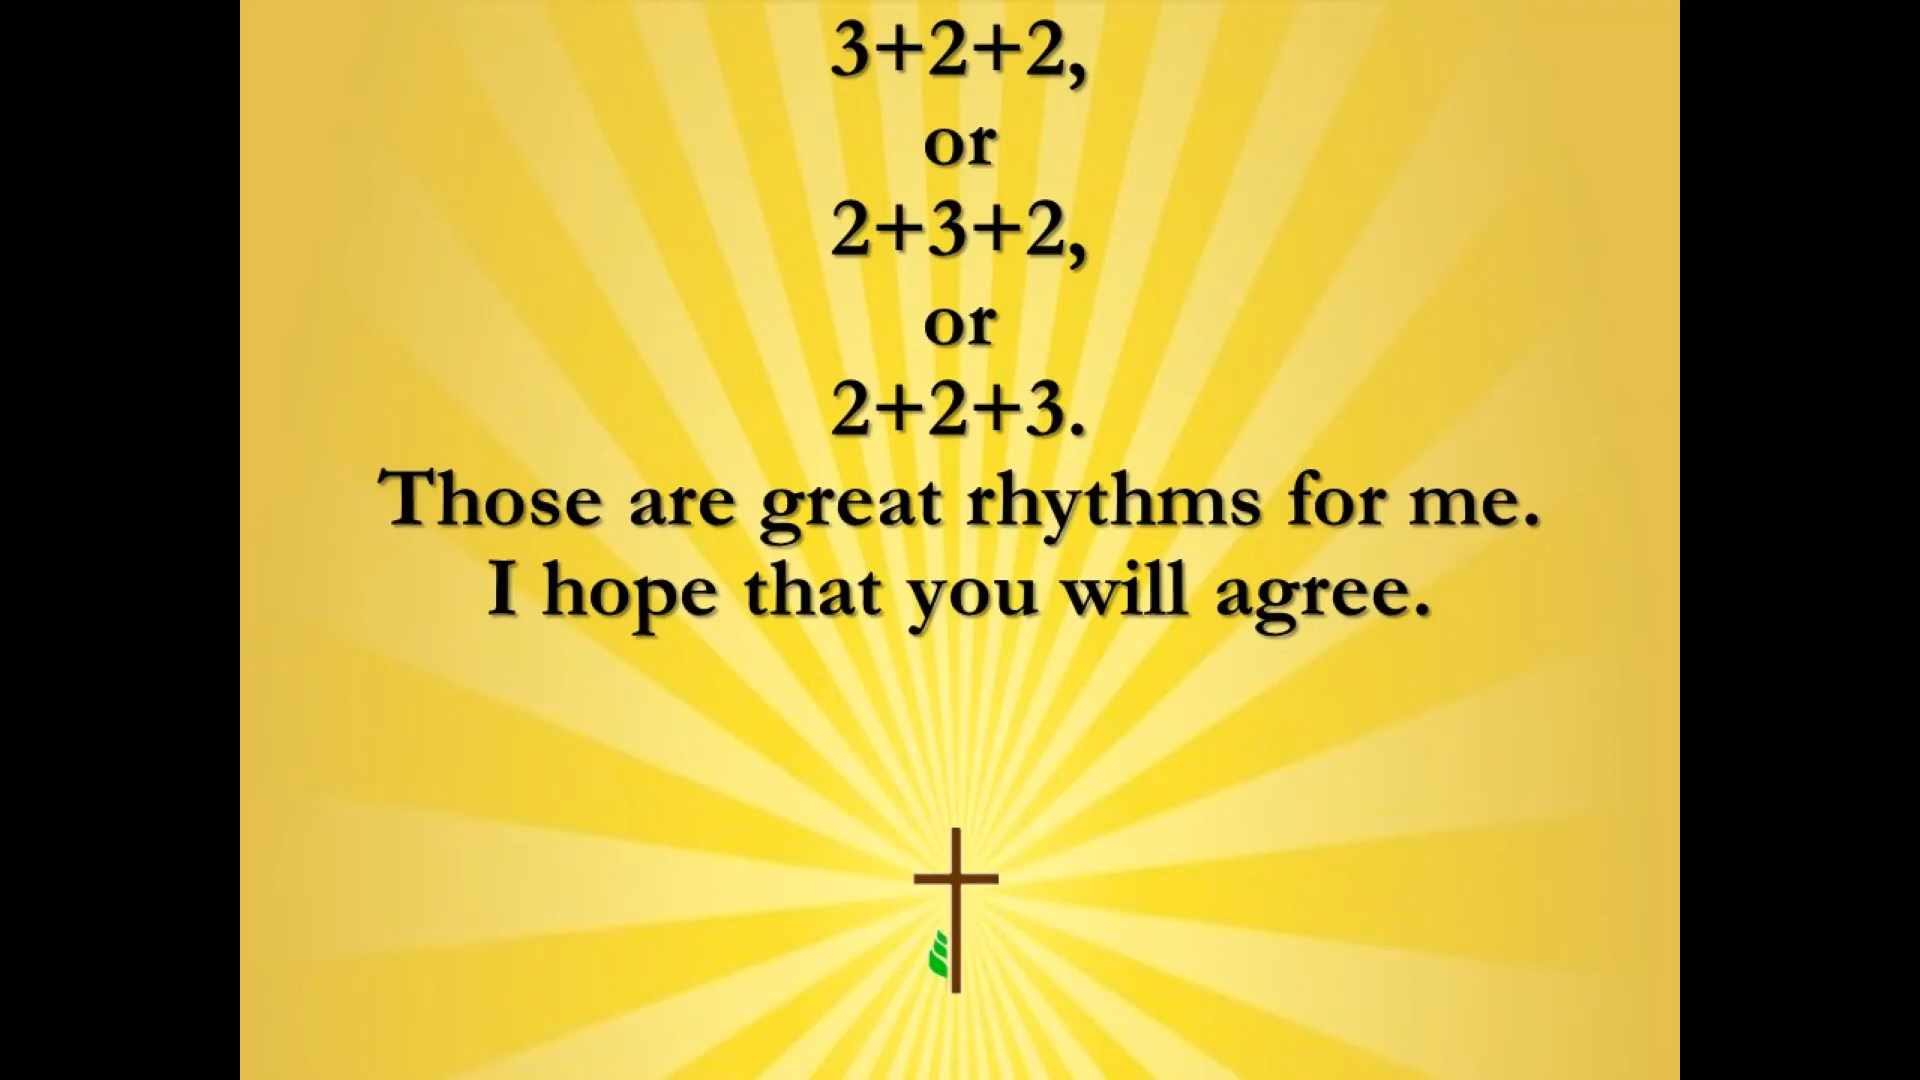 3+2+2,
or
2+3+2,
or
2+2+3.
Those are great rhythms for me.
I hope that you will agree.